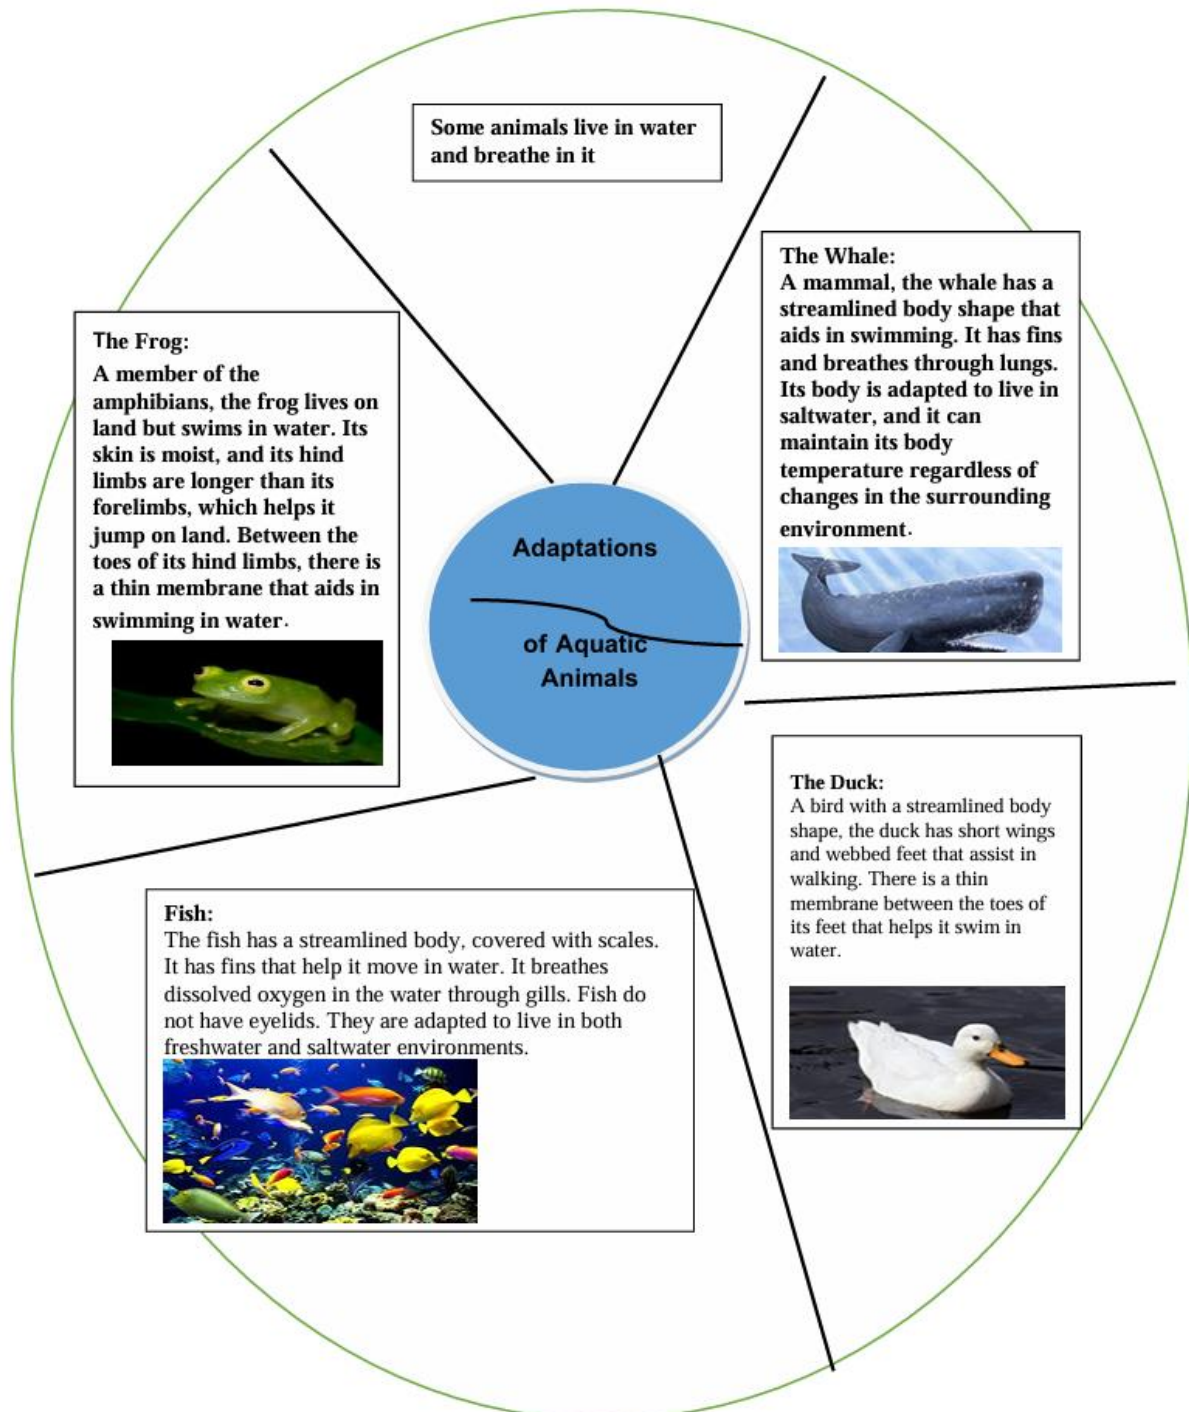 Some animals live in water
and breathe in it
The Whale:
A mammal, the whale has a
streamlined body shape that
aids in swimming. It has fins
and breathes through lungs.
Its body is adapted to live in
saltwater, and it can
maintain its body
temperature regardless of
changes in the surrounding
environment.
The Frog:
A member of the
amphibians, the frog lives on
land but swims in water. Its
skin is moist, and its hind
limbs are longer than its
forelimbs, which helps it
jump on land. Between the
toes of its hind limbs, there is
a thin membrane that aids in
swimming in water.
Adaptations
of Aquatic
Animals
The Duck:
A bird with a streamlined body
shape, the duck has short wings
and webbed feet that assist in
walking. There is a thin
membrane between the toes of
its feet that helps it swim in
water.
Fish:
The fish has a streamlined body, covered with scales.
It has fins that help it move in water. It breathes
dissolved oxygen in the water through gills. Fish do
not have eyelids. They are adapted to live in both
freshwater and saltwater environments.